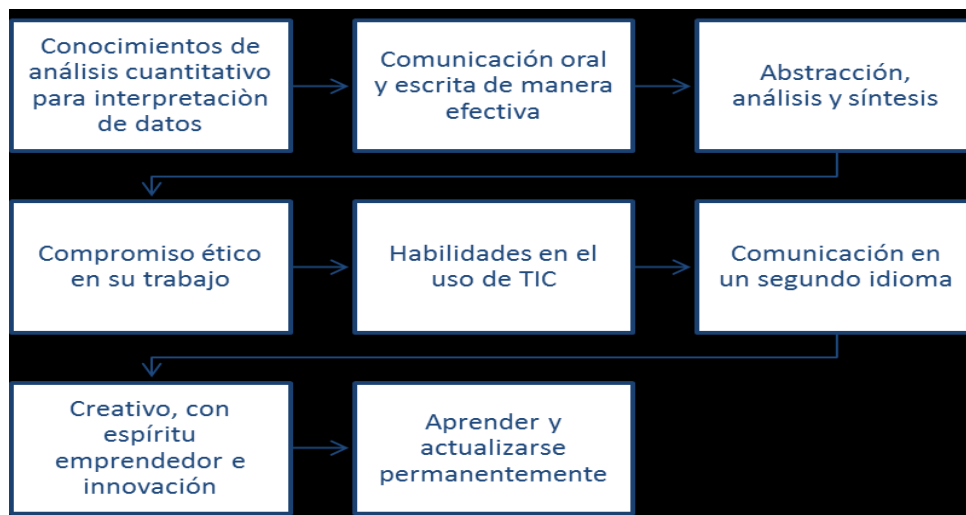 Conocimientos de
análisis cuantitativo
para interpretaciòn
de datos
Comunicación oral
y escrita de manera
efectiva
Abstracción,
análisis y síntesis
Compromiso ético
en su trabajo
Habilidades en el
uso de TIC
Comunicación en
un segundo idioma
Creativo, con
espíritu
emprendedor e
innovación
Aprender y
actualizarse
permanentemente